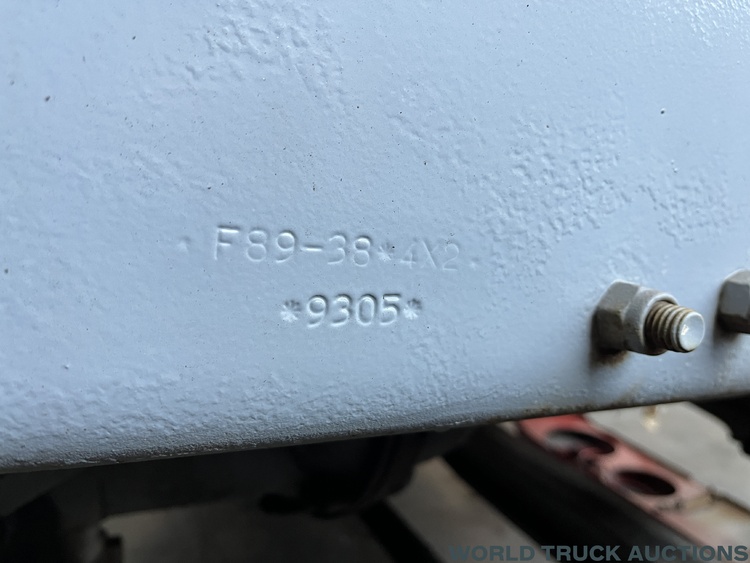 F89-38*4X2
*9305*
WORLD TRUCK AUCTIONS